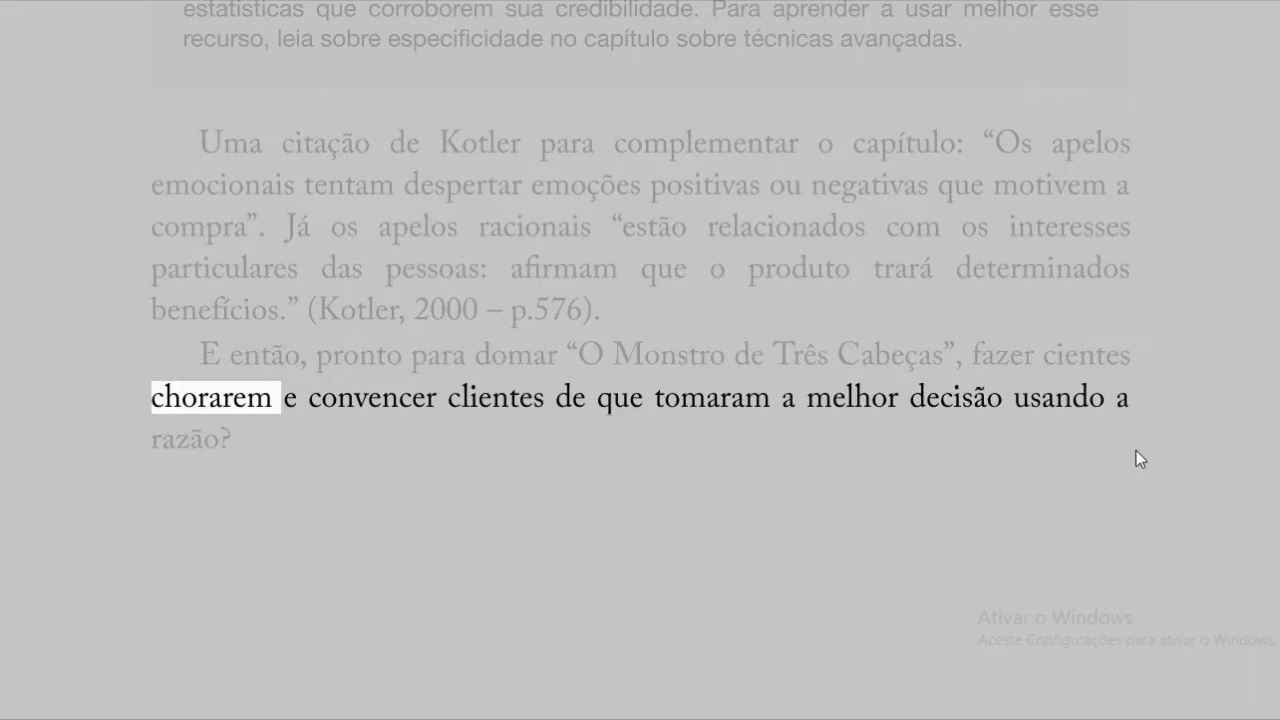 estatísticas que corroborem sua credibilidade. Para aprender a usar melhor esse
recurso, leia sobre especificidade no capítulo sobre técnicas avançadas.
Uma citação de Kotler para complementar o capítulo: “Os apelos
emocionais tentam despertar emoções positivas ou negativas que motivem a
compra”. Já os apelos racionais “estão relacionados com os interesses
particulares das pessoas: afirmam que o produto trará determinados
benefícios.” (Kotler, 2000 – p.576).
E então, pronto para domar “O Monstro de Três Cabeças”, fazer cientes
chorarem e convencer clientes de que tomaram a melhor decisão usando a
razão?
Ativar o Windows
Acesse Configurações para ativar o Windows.